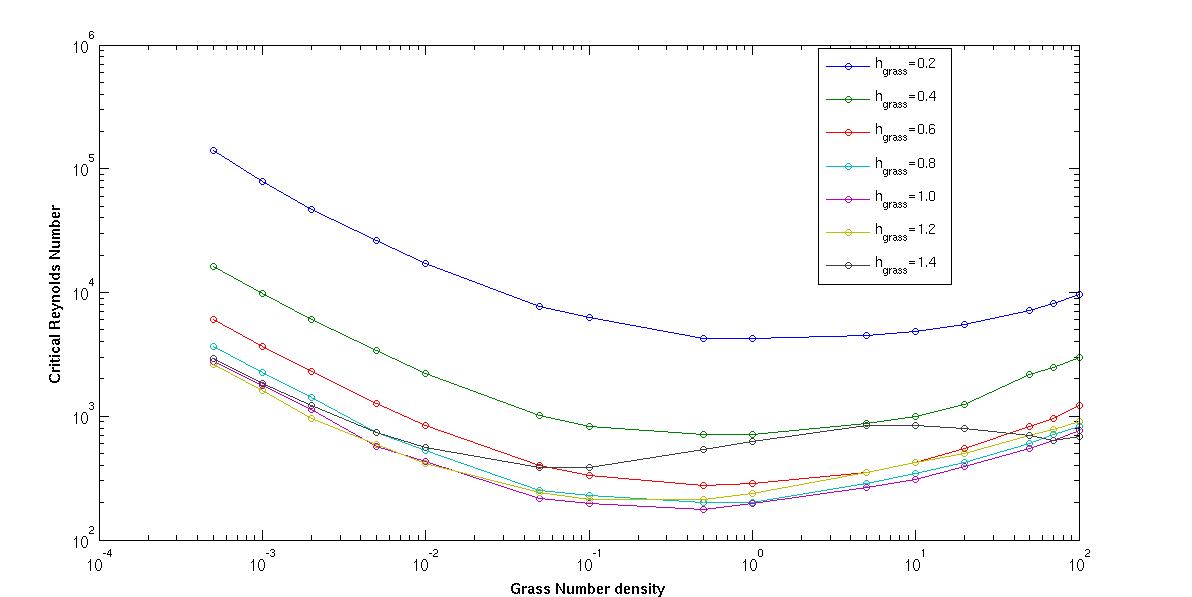 10^6
10^5
10^4
10^3
10^2
Critical Reynolds Number
h_grass=0.2
h_grass=0.4
h_grass=0.6
h_grass=0.8
h_grass=1.0
h_grass=1.2
h_grass=1.4
10^-4 10^-3 10^-2 10^-1 10^0 10^1 10^2
Grass Number density